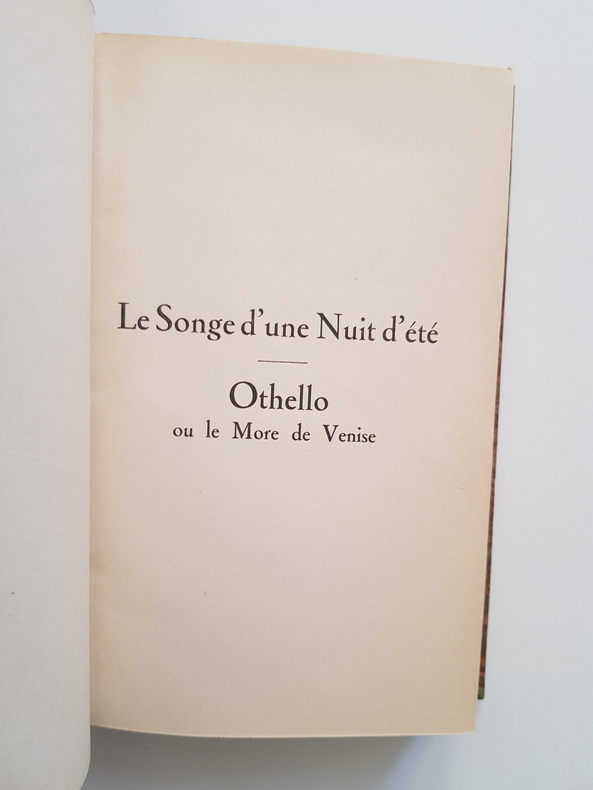 Le Songe d'une Nuit d'été
Othello
ou le More de Venise